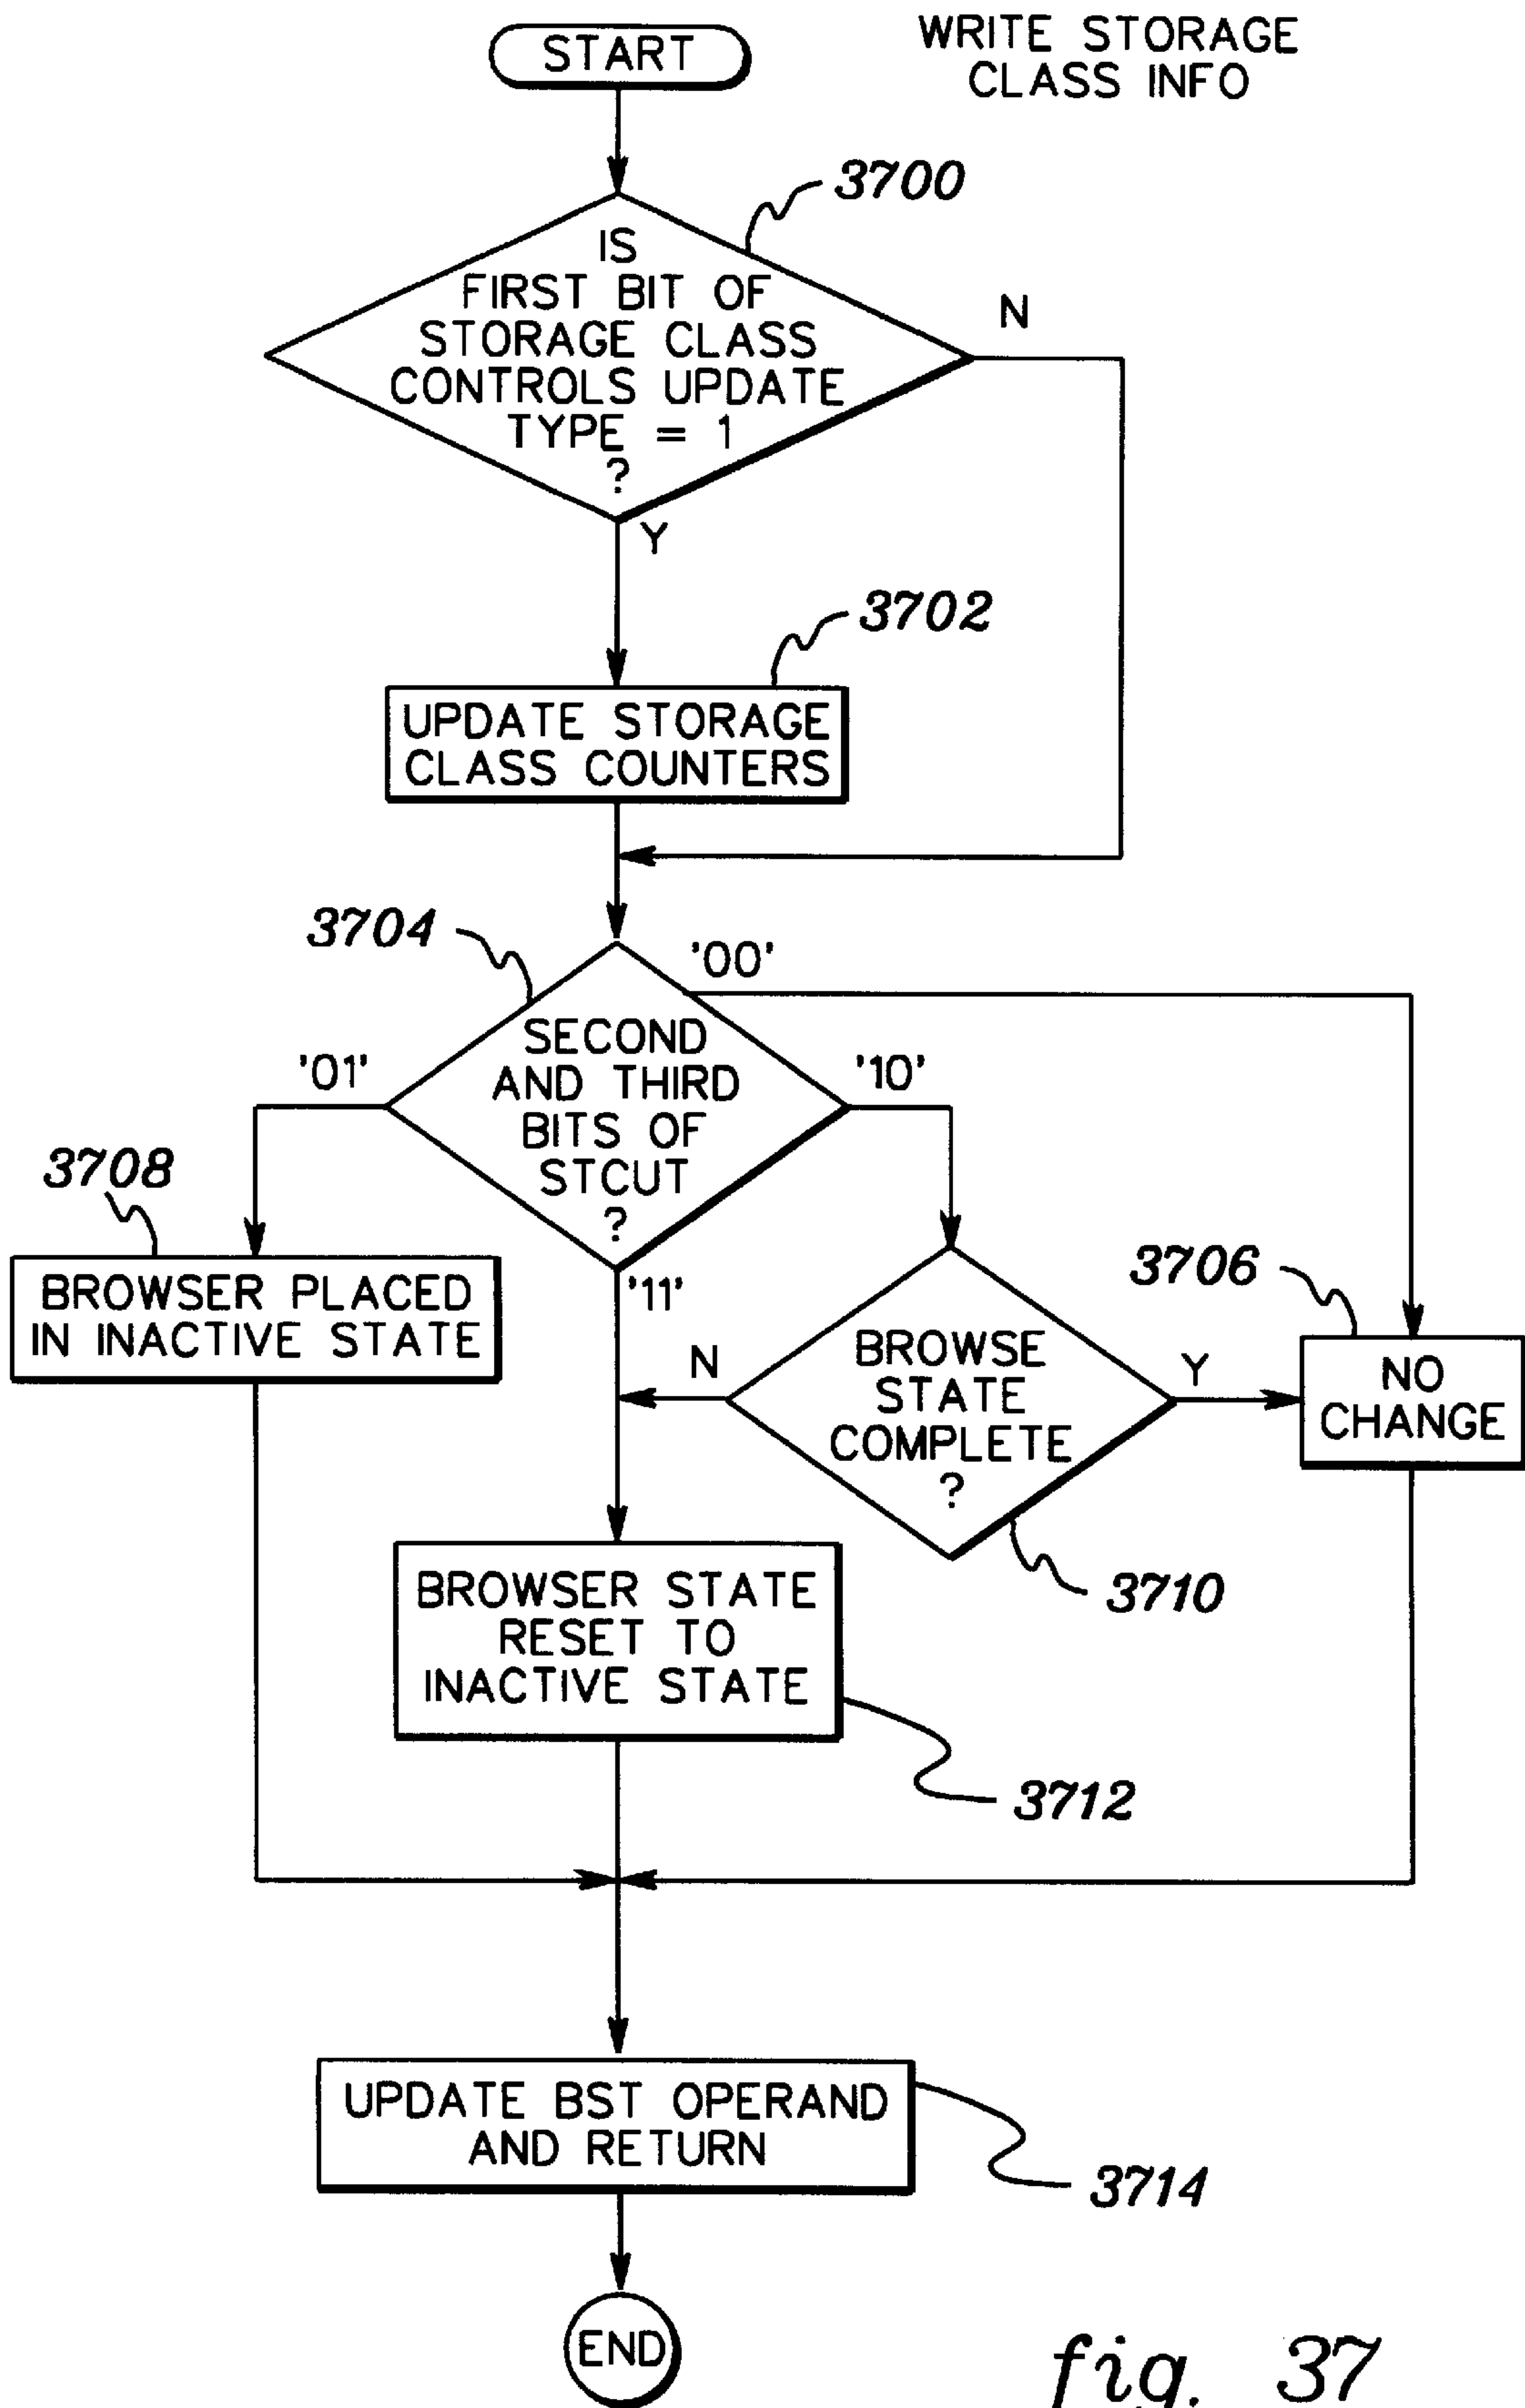 START
WRITE STORAGE
CLASS INFO
3700
IS
FIRST BIT OF
STORAGE CLASS
CONTROLS UPDATE
TYPE = 1
?
N
Y
3702
UPDATE STORAGE
CLASS COUNTERS
3704
'00'
SECOND
AND THIRD
BITS OF
STCUT
?
'01'
'10'
'11'
3708
BROWSER PLACED
IN INACTIVE STATE
3706
NO
CHANGE
BROWSE
STATE
COMPLETE
?
N
Y
3710
BROWSER STATE
RESET TO
INACTIVE STATE
3712
UPDATE BST OPERAND
AND RETURN
3714
END
fig. 37